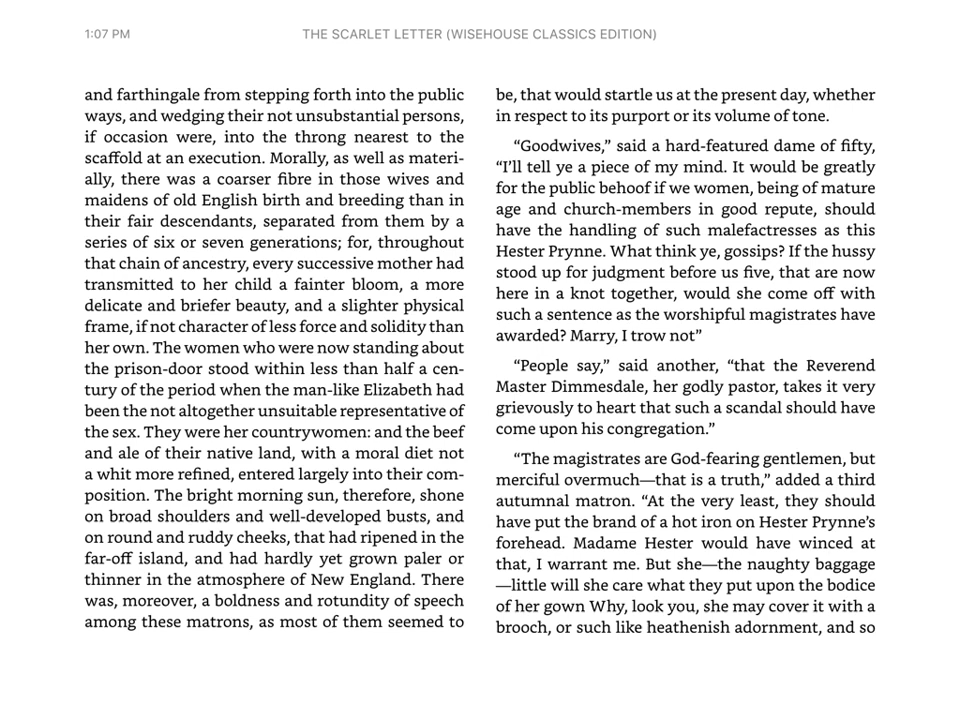 1:07 PM
THE SCARLET LETTER (WISEHOUSE CLASSICS EDITION)
and farthingale from stepping forth into the public
ways, and wedging their not unsubstantial persons,
if occasion were, into the throng nearest to the
scaffold at an execution. Morally, as well as materi-
ally, there was a coarser fibre in those wives and
maidens of old English birth and breeding than in
their fair descendants, separated from them by a
series of six or seven generations; for, throughout
that chain of ancestry, every successive mother had
transmitted to her child a fainter bloom, a more
delicate and briefer beauty, and a slighter physical
frame, if not character of less force and solidity than
her own. The women who were now standing about
the prison-door stood within less than half a cen-
tury of the period when the man-like Elizabeth had
been the not altogether unsuitable representative of
the sex. They were her countrywomen: and the beef
and ale of their native land, with a moral diet not
a whit more refined, entered largely into their com-
position. The bright morning sun, therefore, shone
on broad shoulders and well-developed busts, and
on round and ruddy cheeks, that had ripened in the
far-off island, and had hardly yet grown paler or
thinner in the atmosphere of New England. There
was, moreover, a boldness and rotundity of speech
among these matrons, as most of them seemed to
be, that would startle us at the present day, whether
in respect to its purport or its volume of tone.
“Goodwives,” said a hard-featured dame of fifty,
“I’ll tell ye a piece of my mind. It would be greatly
for the public behoof if we women, being of mature
age and church-members in good repute, should
have the handling of such malefactresses as this
Hester Prynne. What think ye, gossips? If the hussy
stood up for judgment before us five, that are now
here in a knot together, would she come off with
such a sentence as the worshipful magistrates have
awarded? Marry, I trow not”
“People say,” said another, “that the Reverend
Master Dimmesdale, her godly pastor, takes it very
grievously to heart that such a scandal should have
come upon his congregation.”
“The magistrates are God-fearing gentlemen, but
merciful overmuch—that is a truth,” added a third
autumnal matron. “At the very least, they should
have put the brand of a hot iron on Hester Prynne’s
forehead. Madame Hester would have winced at
that, I warrant me. But she—the naughty baggage
—little will she care what they put upon the bodice
of her gown Why, look you, she may cover it with a
brooch, or such like heathenish adornment, and so